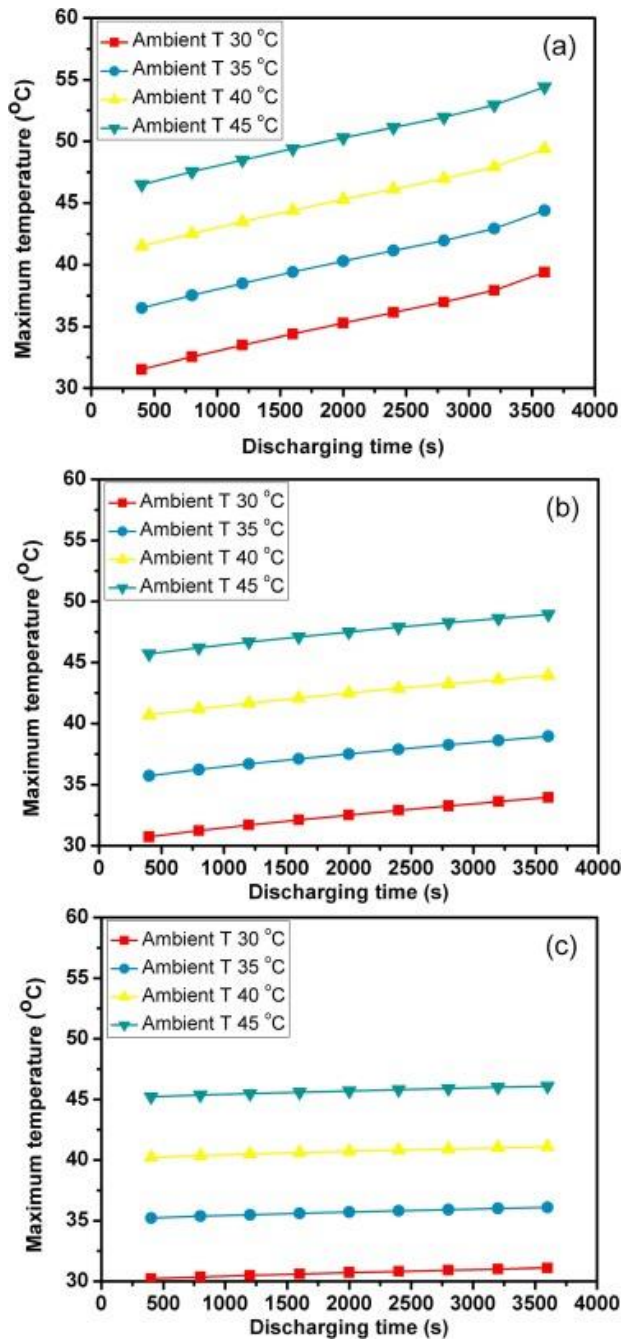 60
55
50
45
40
35
30
Maximum temperature (°C)
Ambient T 30 °C
Ambient T 35 °C
Ambient T 40 °C
Ambient T 45 °C
(a)
0 500 1000 1500 2000 2500 3000 3500 4000
Discharging time (s)
60
55
50
45
40
35
30
Maximum temperature (°C)
Ambient T 30 °C
Ambient T 35 °C
Ambient T 40 °C
Ambient T 45 °C
(b)
0 500 1000 1500 2000 2500 3000 3500 4000
Discharging time (s)
60
55
50
45
40
35
30
Maximum temperature (°C)
Ambient T 30 °C
Ambient T 35 °C
Ambient T 40 °C
Ambient T 45 °C
(c)
0 500 1000 1500 2000 2500 3000 3500 4000
Discharging time (s)